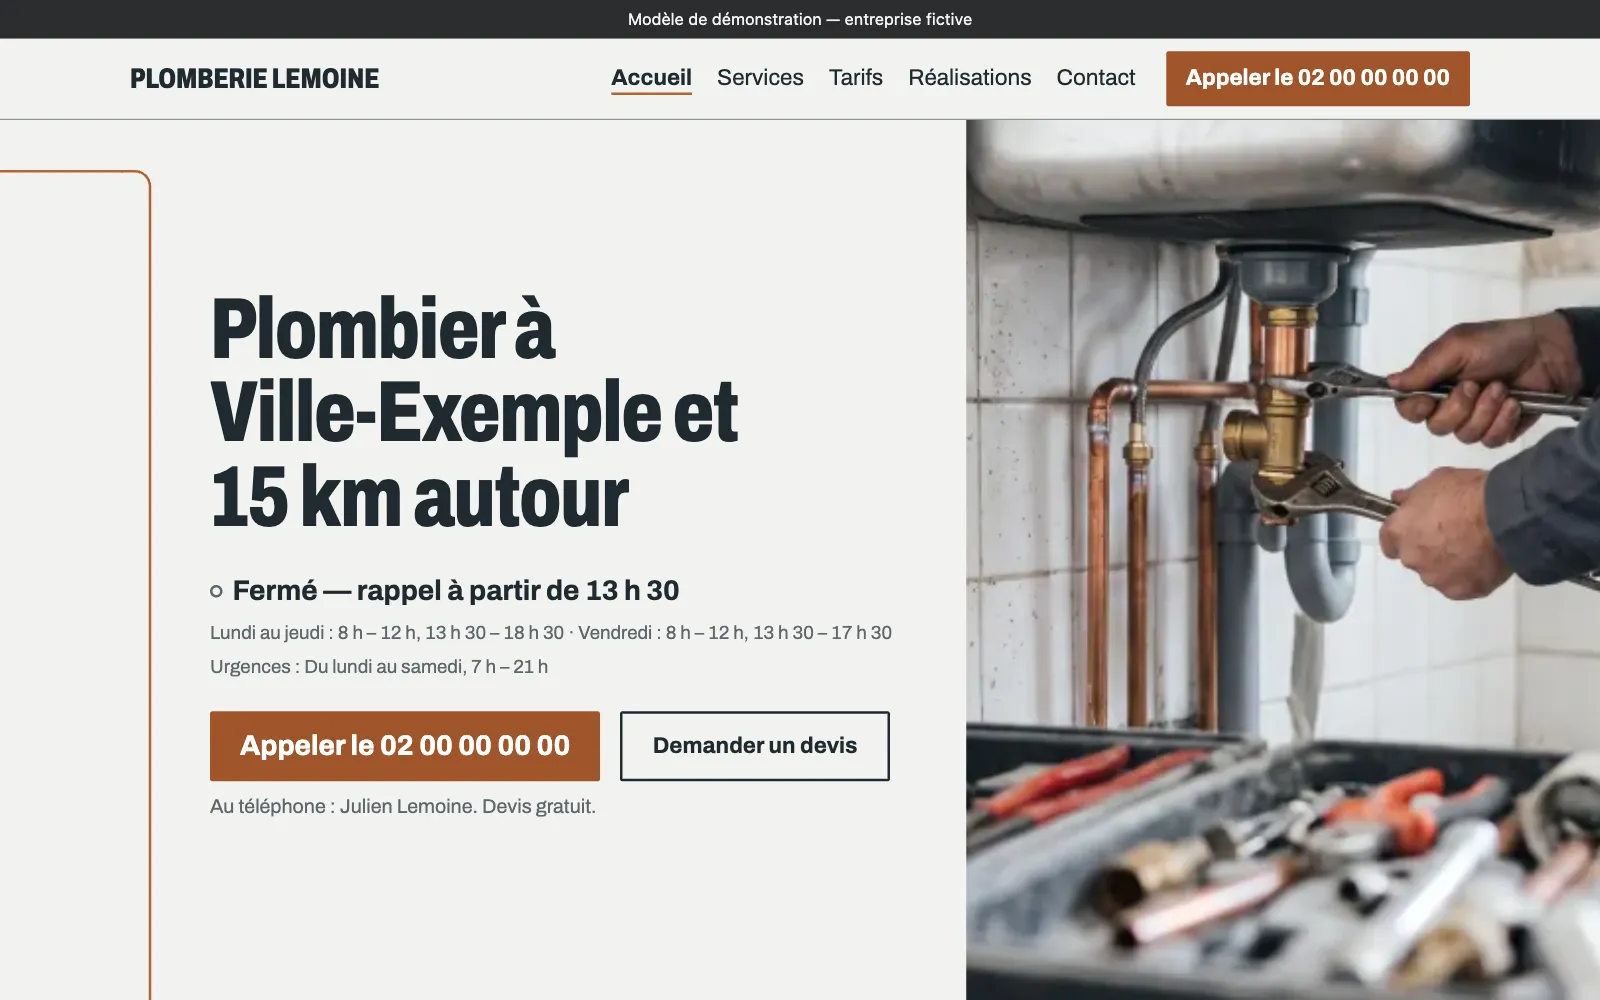 Modèle de démonstration — entreprise fictive
PLOMBERIE LEMOINE
Accueil
Services
Tarifs
Réalisations
Contact
Appeler le 02 00 00 00 00
Plombier à
Ville-Exemple et
15 km autour
Fermé — rappel à partir de 13 h 30
Lundi au jeudi : 8 h – 12 h, 13 h 30 – 18 h 30 · Vendredi : 8 h – 12 h, 13 h 30 – 17 h 30
Urgences : Du lundi au samedi, 7 h – 21 h
Appeler le 02 00 00 00 00
Demander un devis
Au téléphone : Julien Lemoine. Devis gratuit.